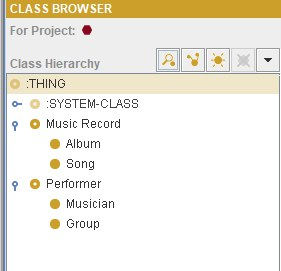 CLASS BROWSER
For Project:
Class Hierarchy
:THING
:SYSTEM-CLASS
Music Record
Album
Song
Performer
Musician
Group